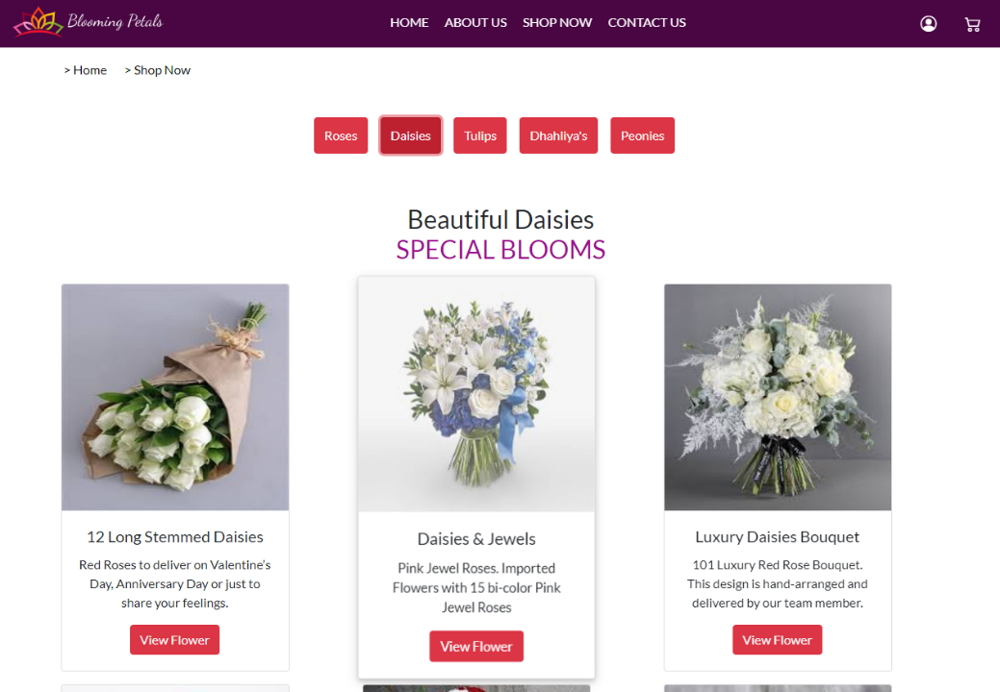 Blooming Petals
HOME ABOUT US SHOP NOW CONTACT US
> Home > Shop Now
Roses Daisies Tulips Dhahliya's Peonies
Beautiful Daisies
SPECIAL BLOOMS
12 Long Stemmed Daisies
Red Roses to deliver on Valentine's
Day, Anniversary Day or just to
share your feelings.
View Flower
Daisies & Jewels
Pink Jewel Roses. Imported
Flowers with 15 bi-color Pink
Jewel Roses
View Flower
Luxury Daisies Bouquet
101 Luxury Red Rose Bouquet.
This design is hand-arranged and
delivered by our team member.
View Flower